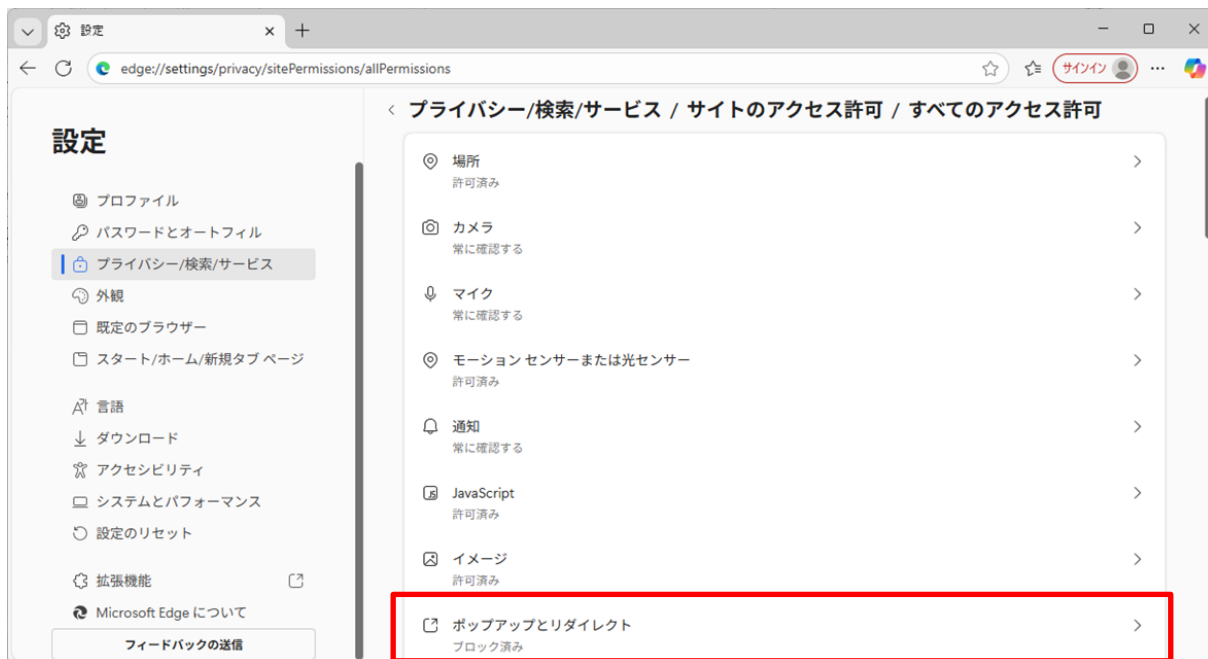 設定
edge://settings/privacy/sitePermissions/allPermissions
サインイン
設定
プロファイル
パスワードとオートフィル
プライバシー/検索/サービス
外観
既定のブラウザー
スタート/ホーム/新規タブ ページ
言語
ダウンロード
アクセシビリティ
システムとパフォーマンス
設定のリセット
拡張機能
Microsoft Edge について
フィードバックの送信
プライバシー/検索/サービス / サイトのアクセス許可 / すべてのアクセス許可
場所
許可済み
カメラ
常に確認する
マイク
常に確認する
モーション センサーまたは光センサー
許可済み
通知
常に確認する
JavaScript
許可済み
イメージ
許可済み
ポップアップとリダイレクト
ブロック済み